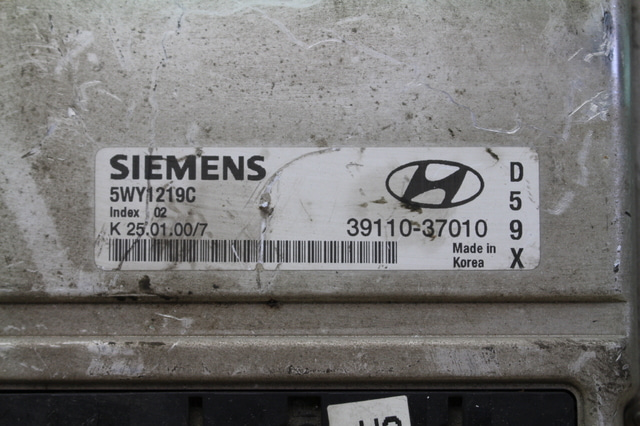 SIEMENS
5WY1219C
Index 02
K 25.01.00/7
39110-37010
Made in
Korea
D
5
9
X